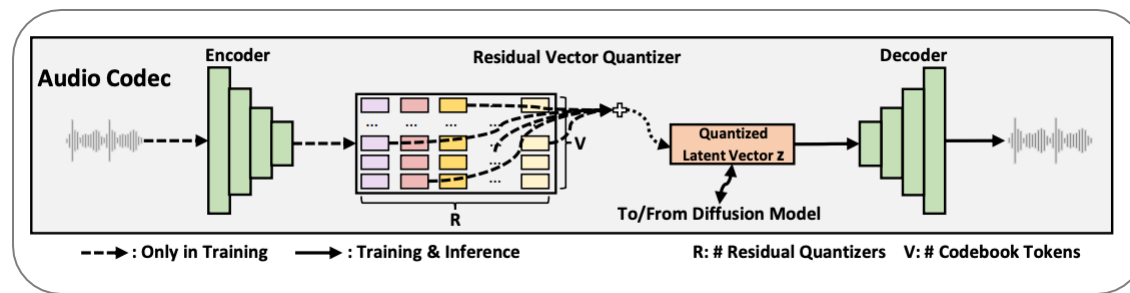 Encoder
Residual Vector Quantizer
Decoder
Audio Codec
...
...
...
...
...
V
Quantized
Latent Vector z
...
R
To/From Diffusion Model
: Only in Training
: Training & Inference
R: # Residual Quantizers
V: # Codebook Tokens